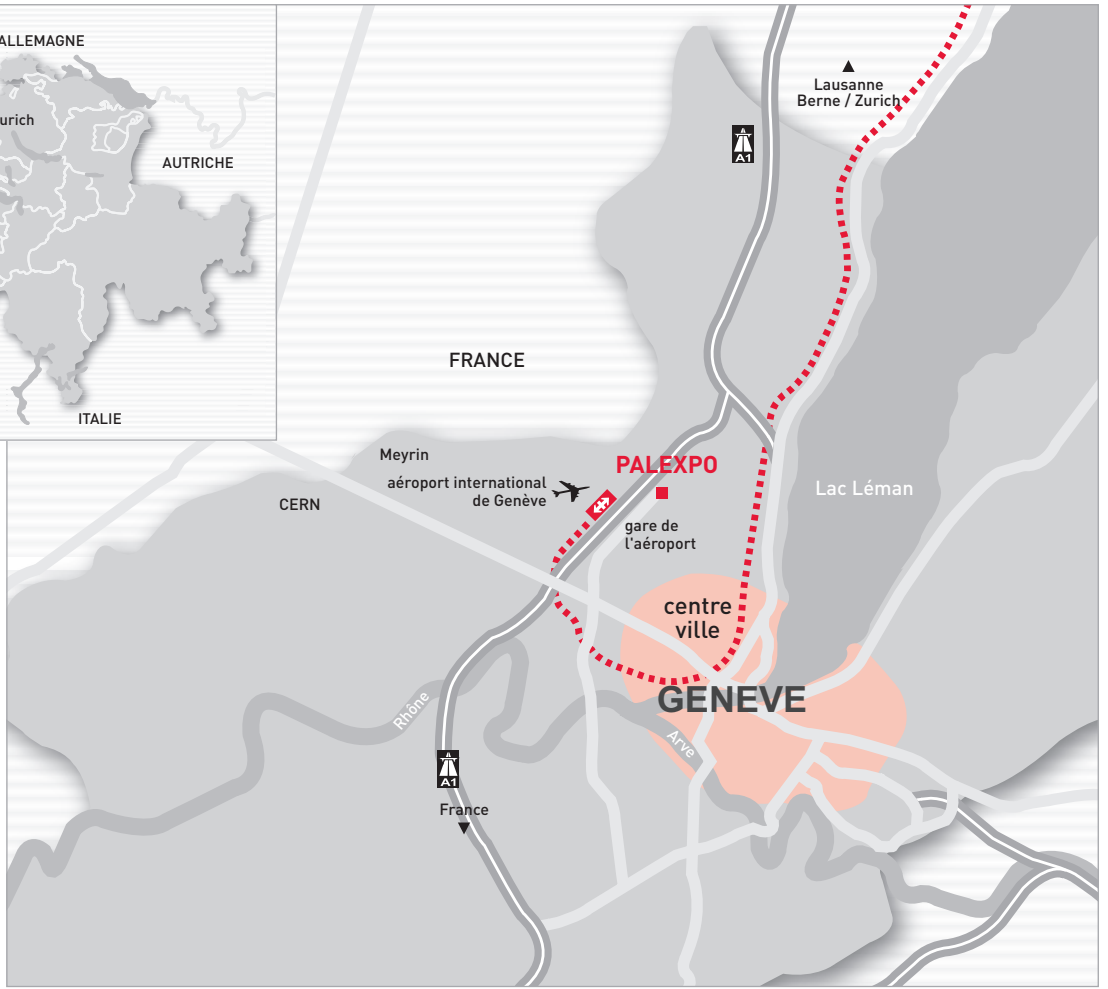 ALLEMAGNE
urich
AUTRICHE
ITALIE
Lausanne
Berne / Zurich
A1
FRANCE
Meyrin
aéroport international
de Genève
CERN
PALEXPO
gare de
l'aéroport
Lac Léman
centre
ville
GENEVE
Rhône
Arve
A1
France